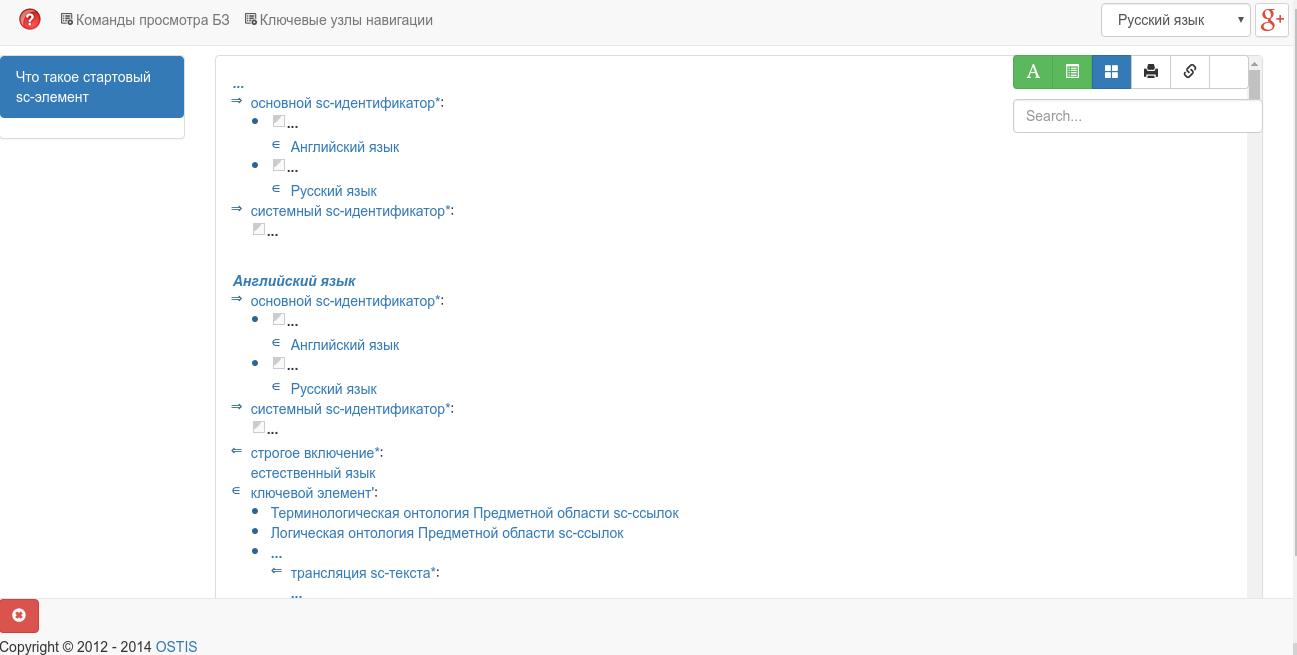 Команды просмотра БЗ Ключевые узлы навигации Русский язык g+
Что такое стартовый
sc-элемент
A
Search...
...
⇒ основной sc-идентификатор*:
• ...
∈ Английский язык
• ...
∈ Русский язык
⇒ системный sc-идентификатор*:
...
Английский язык
⇒ основной sc-идентификатор*:
• ...
∈ Английский язык
• ...
∈ Русский язык
⇒ системный sc-идентификатор*:
...
⇐ строгое включение*:
естественный язык
∈ ключевой элемент':
• Терминологическая онтология Предметной области sc-ссылок
• Логическая онтология Предметной области sc-ссылок
• ...
⇐ трансляция sc-текста*:
...
Copyright © 2012 - 2014 OSTIS